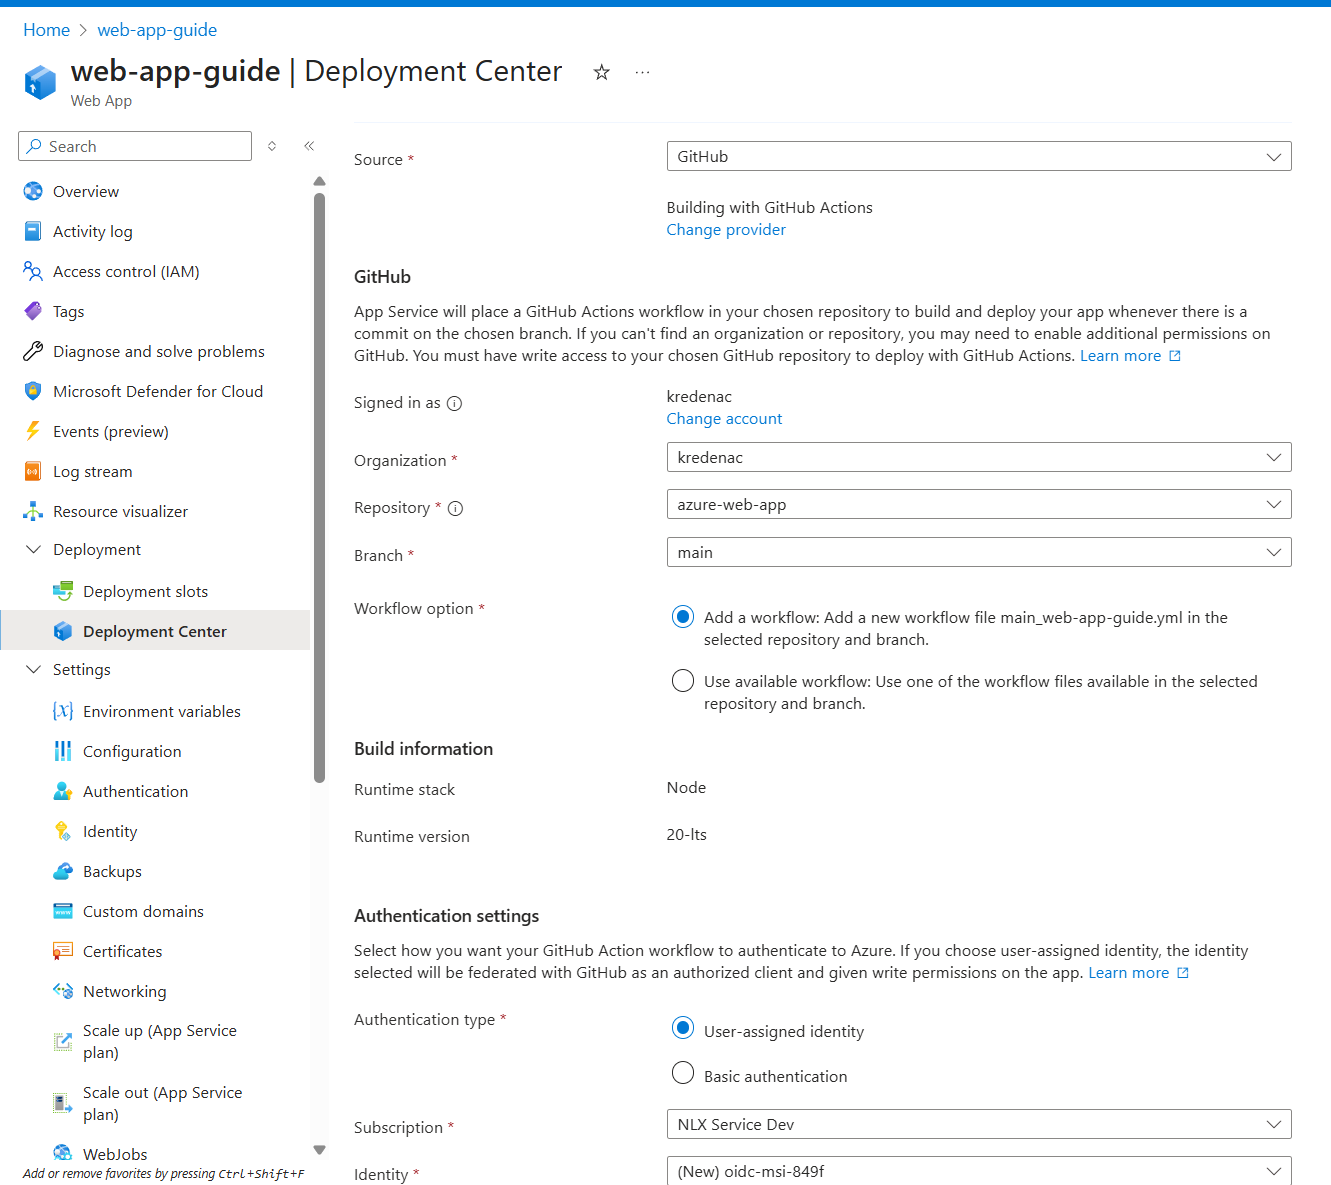 Home > web-app-guide
web-app-guide | Deployment Center
Web App
Search
Overview
Activity log
Access control (IAM)
Tags
Diagnose and solve problems
Microsoft Defender for Cloud
Events (preview)
Log stream
Resource visualizer
Deployment
Deployment slots
Deployment Center
Settings
Environment variables
Configuration
Authentication
Identity
Backups
Custom domains
Certificates
Networking
Scale up (App Service
plan)
Scale out (App Service
plan)
WebJobs
Add or remove favorites by pressing Ctrl+Shift+F
Source *
GitHub
Building with GitHub Actions
Change provider
GitHub
App Service will place a GitHub Actions workflow in your chosen repository to build and deploy your app whenever there is a
commit on the chosen branch. If you can't find an organization or repository, you may need to enable additional permissions on
GitHub. You must have write access to your chosen GitHub repository to deploy with GitHub Actions. Learn more
Signed in as
kredenac
Change account
Organization *
kredenac
Repository *
azure-web-app
Branch *
main
Workflow option *
Add a workflow: Add a new workflow file main_web-app-guide.yml in the
selected repository and branch.
Use available workflow: Use one of the workflow files available in the selected
repository and branch.
Build information
Runtime stack
Node
Runtime version
20-lts
Authentication settings
Select how you want your GitHub Action workflow to authenticate to Azure. If you choose user-assigned identity, the identity
selected will be federated with GitHub as an authorized client and given write permissions on the app. Learn more
Authentication type *
User-assigned identity
Basic authentication
Subscription *
NLX Service Dev
Identity *
(New) oidc-msi-849f